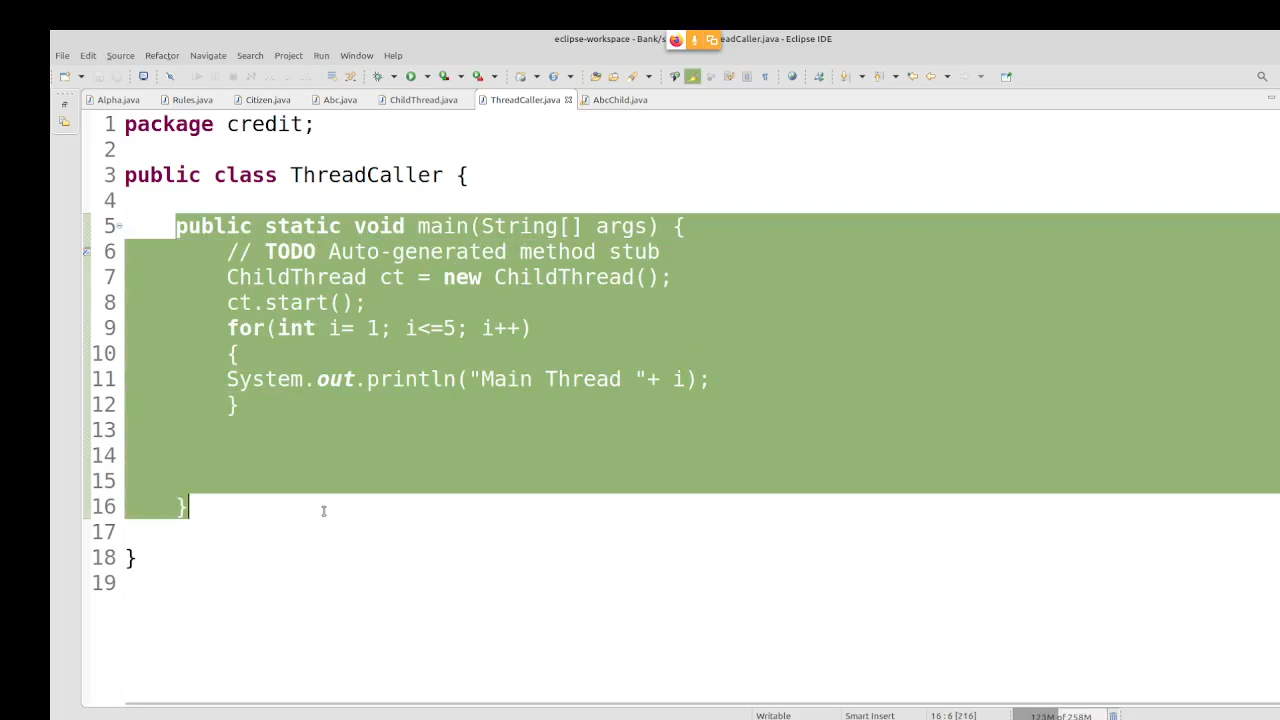 eclipse-workspace - Bank/s eadCaller.java - Eclipse IDE
File Edit Source Refactor Navigate Search Project Run Window Help
Alpha.java Rules.java Citizen.java Abc.java ChildThread.java ThreadCaller.java AbcChild.java
1 package credit;
2
3 public class ThreadCaller {
4
5 public static void main(String[] args) {
6 // TODO Auto-generated method stub
7 ChildThread ct = new ChildThread();
8 ct.start();
9 for(int i= 1; i<=5; i++)
10 {
11 System.out.println("Main Thread "+ i);
12 }
13
14
15
16 }
17
18 }
19
Writable Smart Insert 16 : 6 [216] 123M of 258M